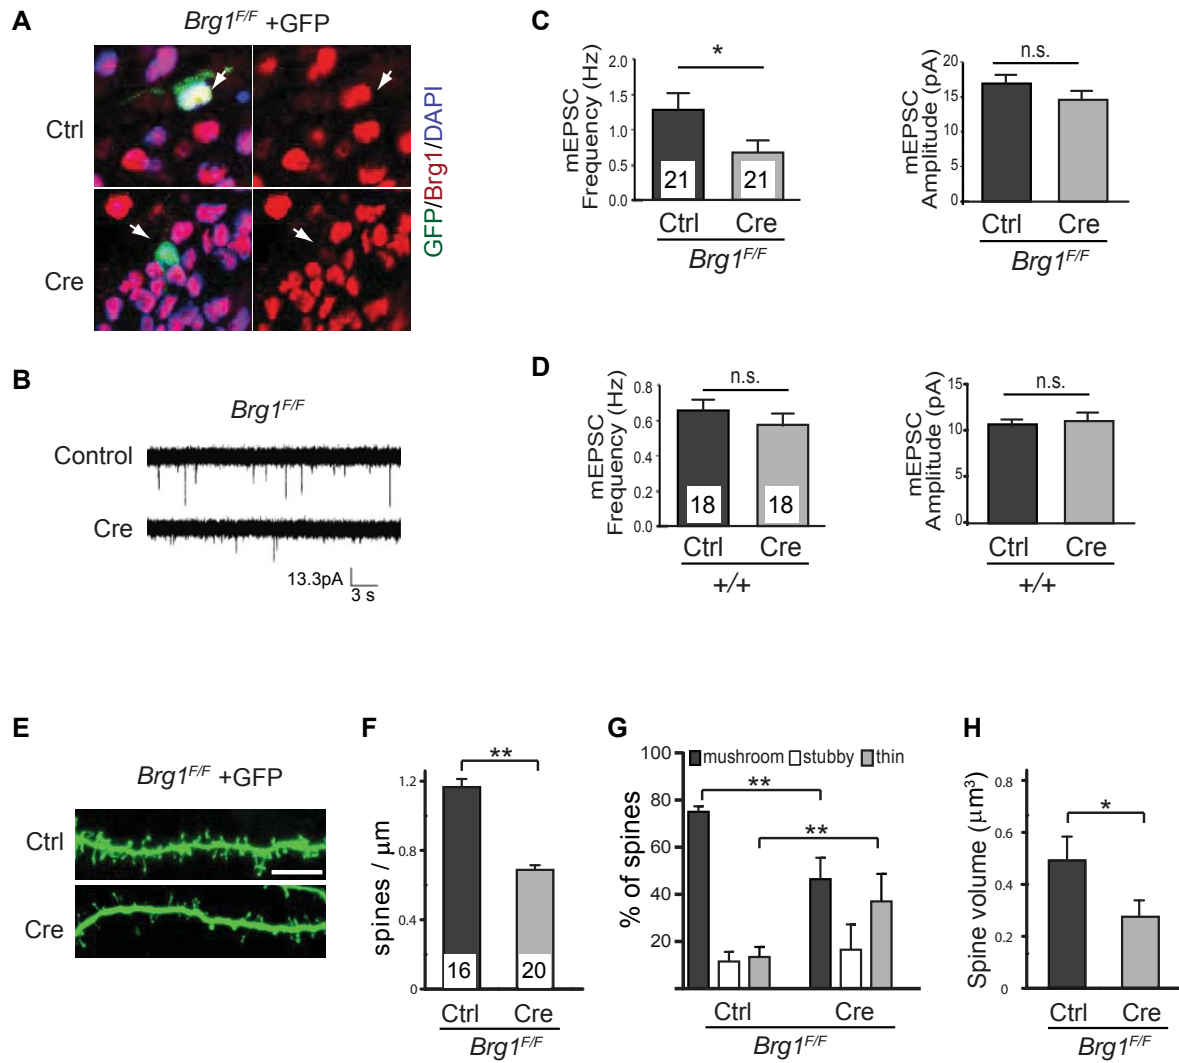 A
Brg1F/F +GFP
Ctrl
Cre
GFP/Brg1/DAPI
B
Brg1F/F
Control
Cre
13.3pA
3 s
C
mEPSC
Frequency (Hz)
2.0
1.5
1.0
0.5
0.0
*
21
21
Ctrl
Cre
Brg1F/F
mEPSC
Amplitude (pA)
20
15
10
5
0
n.s.
Ctrl
Cre
Brg1F/F
D
mEPSC
Frequency (Hz)
0.8
0.6
0.4
0.2
0.0
n.s.
18
18
Ctrl
Cre
+/+
mEPSC
Amplitude (pA)
15
10
5
0
n.s.
Ctrl
Cre
+/+
E
Brg1F/F +GFP
Ctrl
Cre
F
spines / μm
1.2
0.8
0.4
0
**
16
20
Ctrl
Cre
Brg1F/F
G
% of spines
100
80
60
40
20
mushroom
stubby
thin
**
**
Ctrl
Cre
Brg1F/F
H
Spine volume (μm³)
0.8
0.6
0.4
0.2
0
*
Ctrl
Cre
Brg1F/F